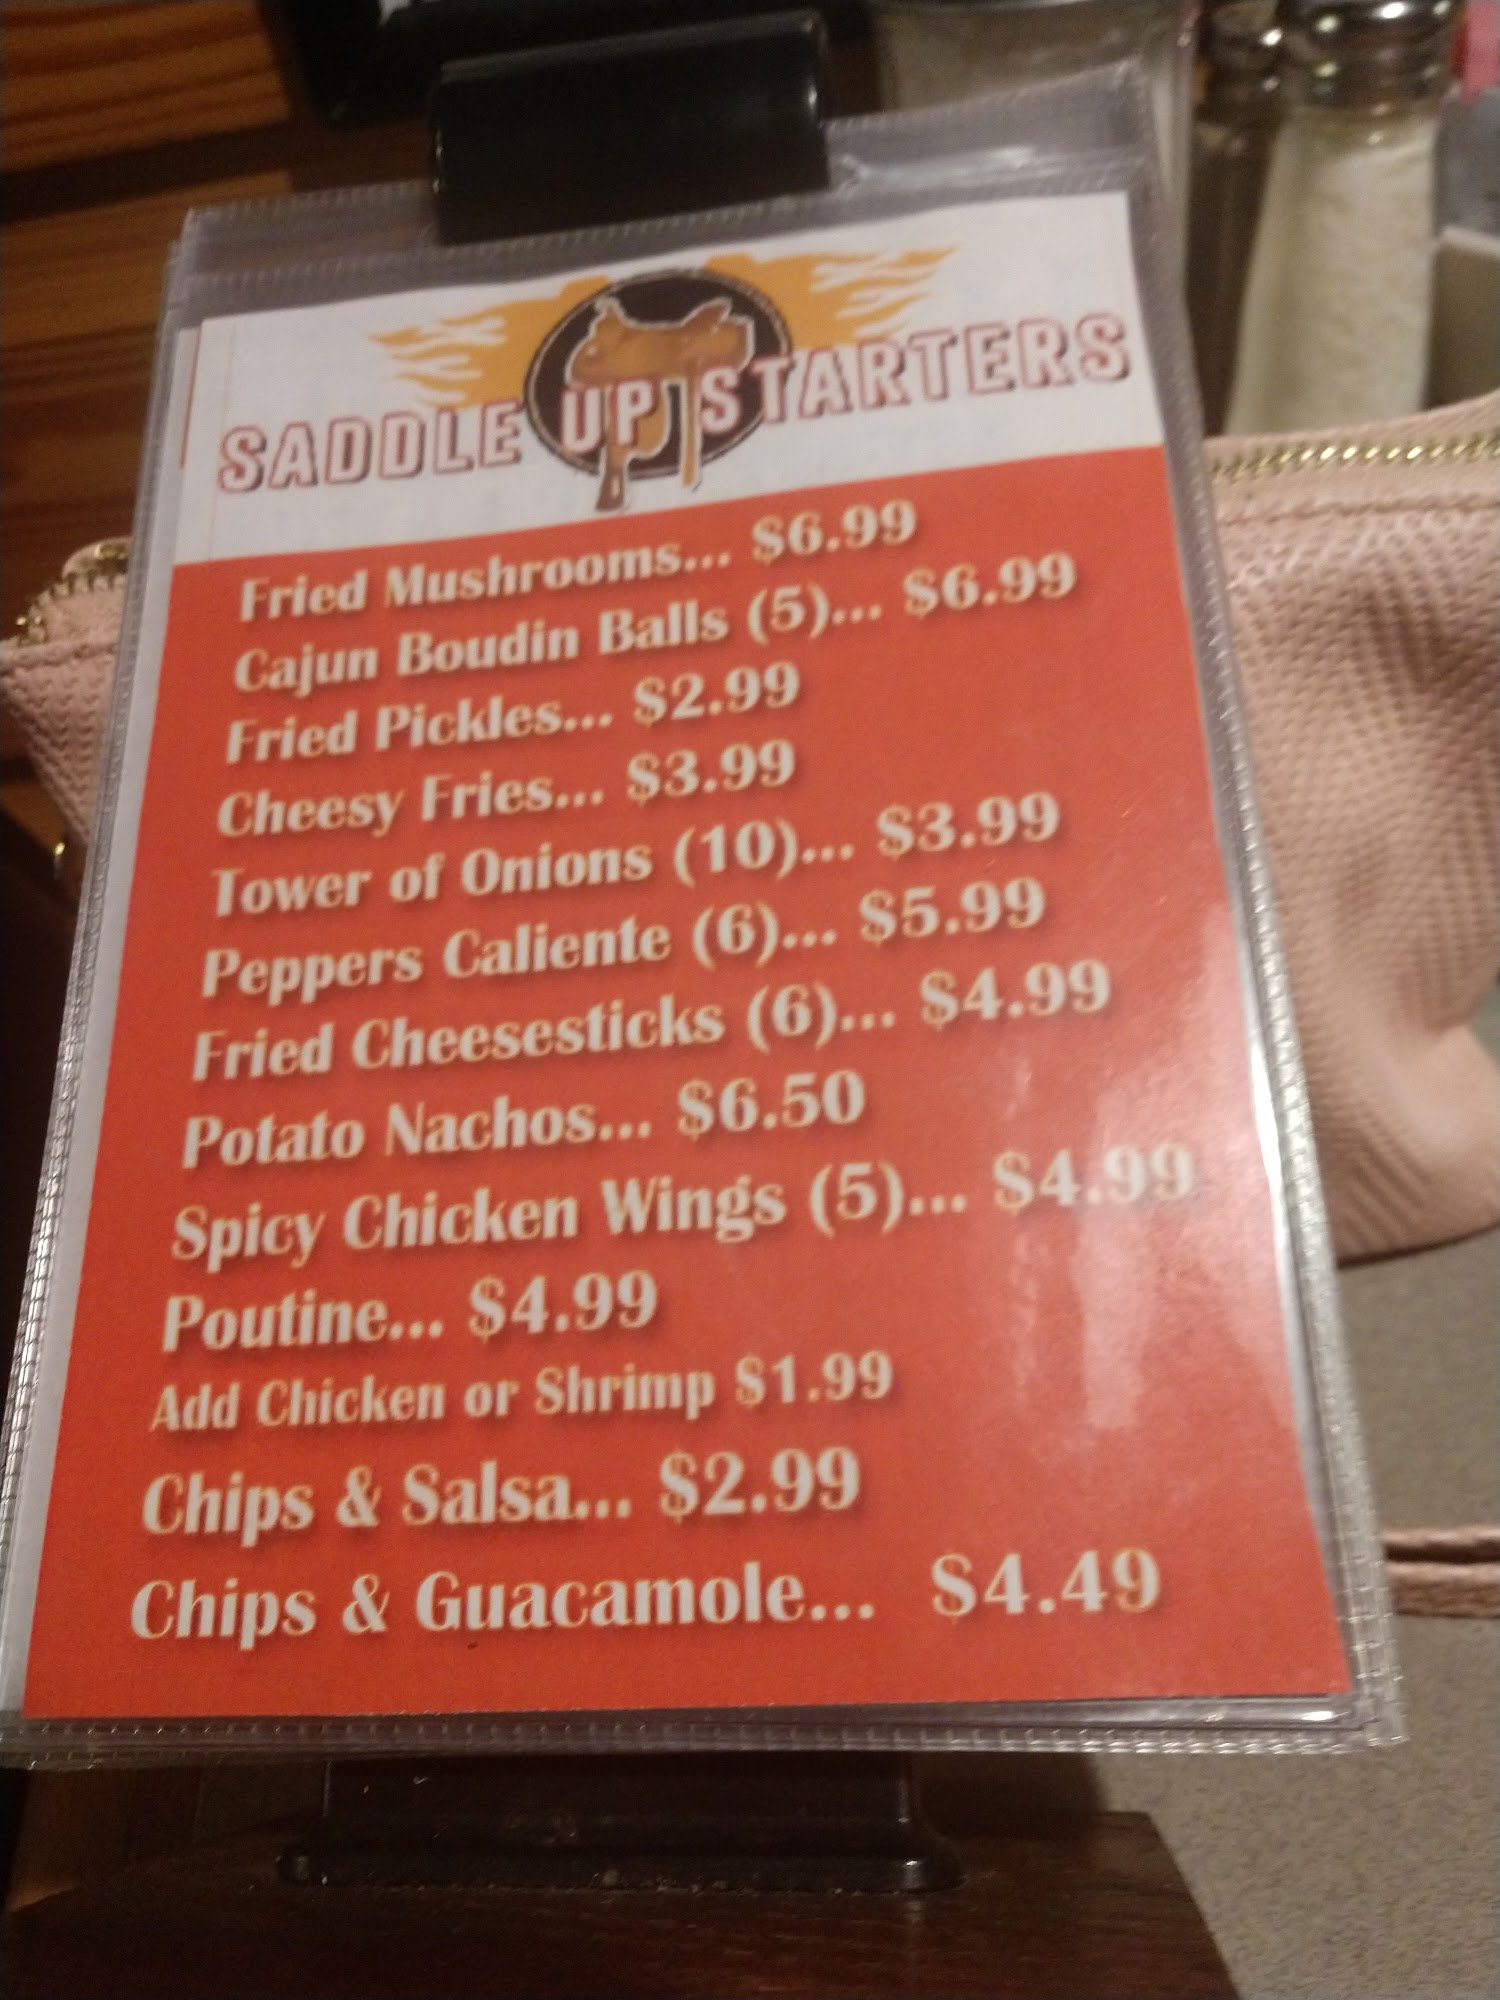 SADDLE UP STARTERS
Fried Mushrooms... $6.99
Cajun Boudin Balls (5)... $6.99
Fried Pickles... $2.99
Cheesy Fries... $3.99
Tower of Onions (10)... $3.99
Peppers Caliente (6)... $5.99
Fried Cheesesticks (6)... $4.99
Potato Nachos... $6.50
Spicy Chicken Wings (5)... $4.99
Poutine... $4.99
Add Chicken or Shrimp $1.99
Chips & Salsa... $2.99
Chips & Guacamole... $4.49